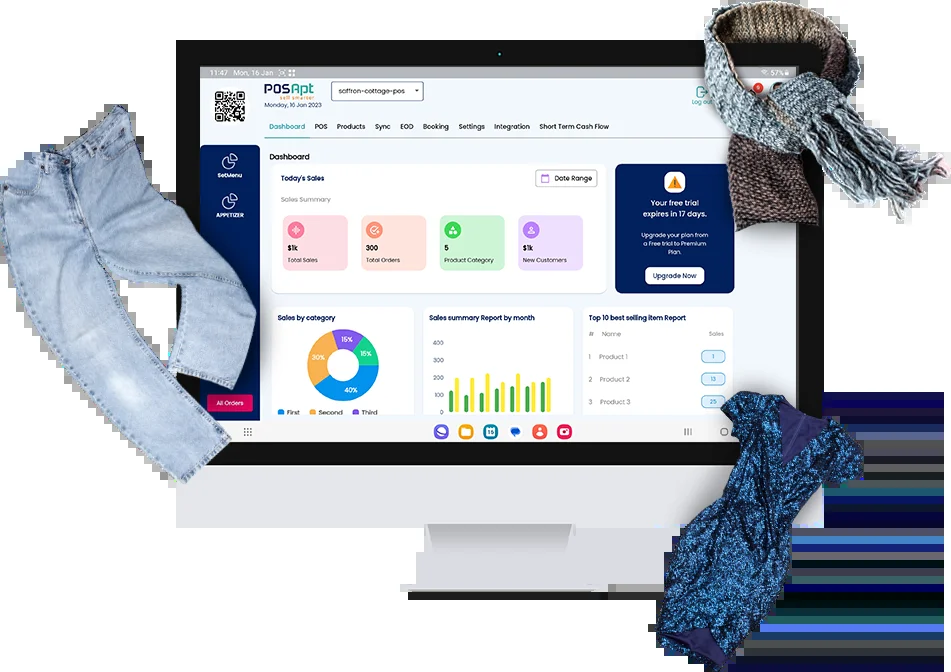 11:47 Mon, 16 Jan
57%
POSApt
sell smarter
Monday, 16 Jan 2023
saffron-cottage-pos
Log out
Dashboard POS Products Sync EOD Booking Settings Integration Short Term Cash Flow
SetMenu
APPETIZER
All Orders
Dashboard
Today's Sales
Date Range
Sales Summary
$1k
Total Sales
300
Total Orders
5
Product Category
$1k
New Customers
Your free trial
expires in 17 days.
Upgrade your plan from
a Free trial to Premium
Plan.
Upgrade Now
Sales by category
15%
15%
30%
40%
First Second Third
Sales summary Report by month
400
300
200
100
0
Top 10 best selling item Report
# Name Sales
1 Product 1 1
2 Product 2 13
3 Product 3 25
15